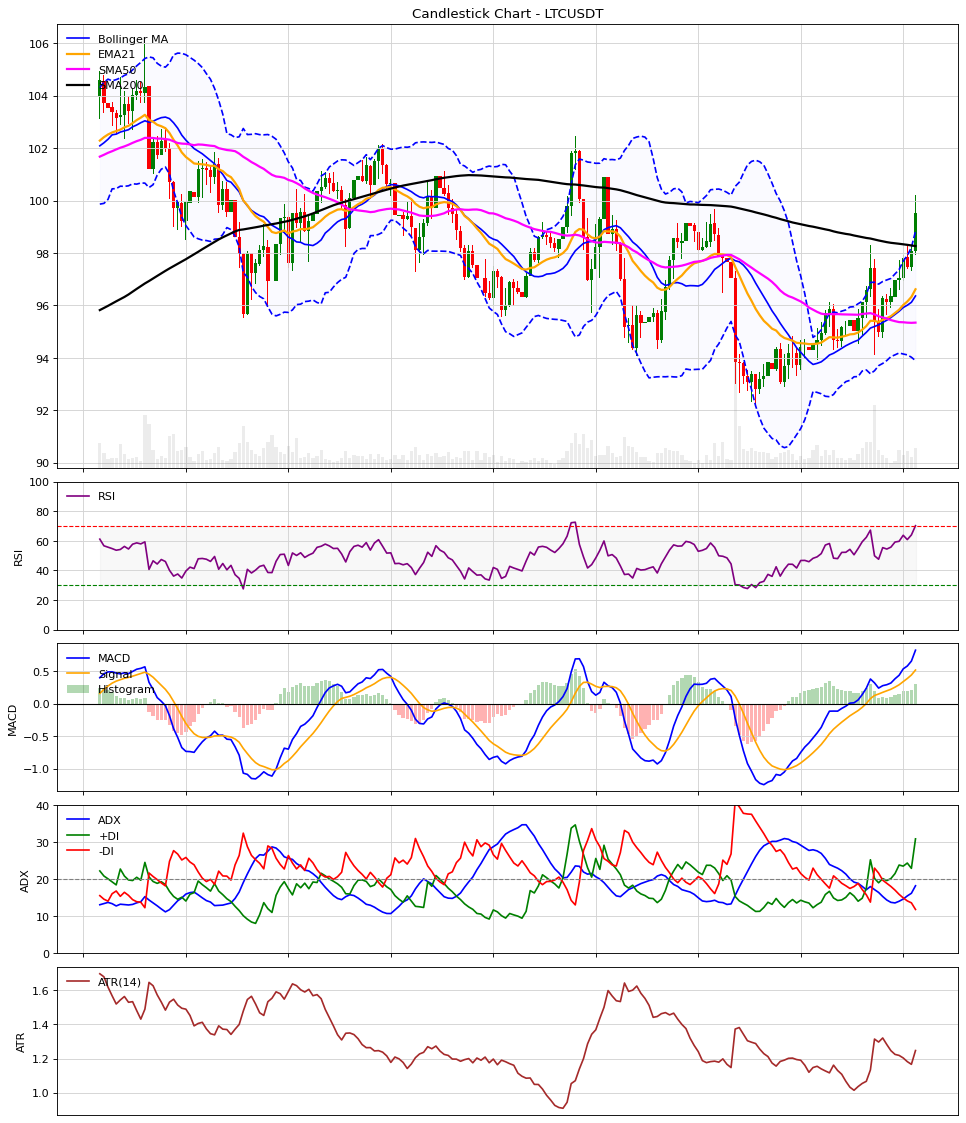 Candlestick Chart - LTCUSDT
Bollinger MA
EMA21
SMA50
SMA200
106
104
102
100
98
96
94
92
90
RSI
100
80
60
40
20
0
RSI
MACD
Signal
Histogram
0.5
0.0
−0.5
−1.0
MACD
ADX
+DI
-DI
40
30
20
10
0
ADX
ATR(14)
1.6
1.4
1.2
1.0
ATR